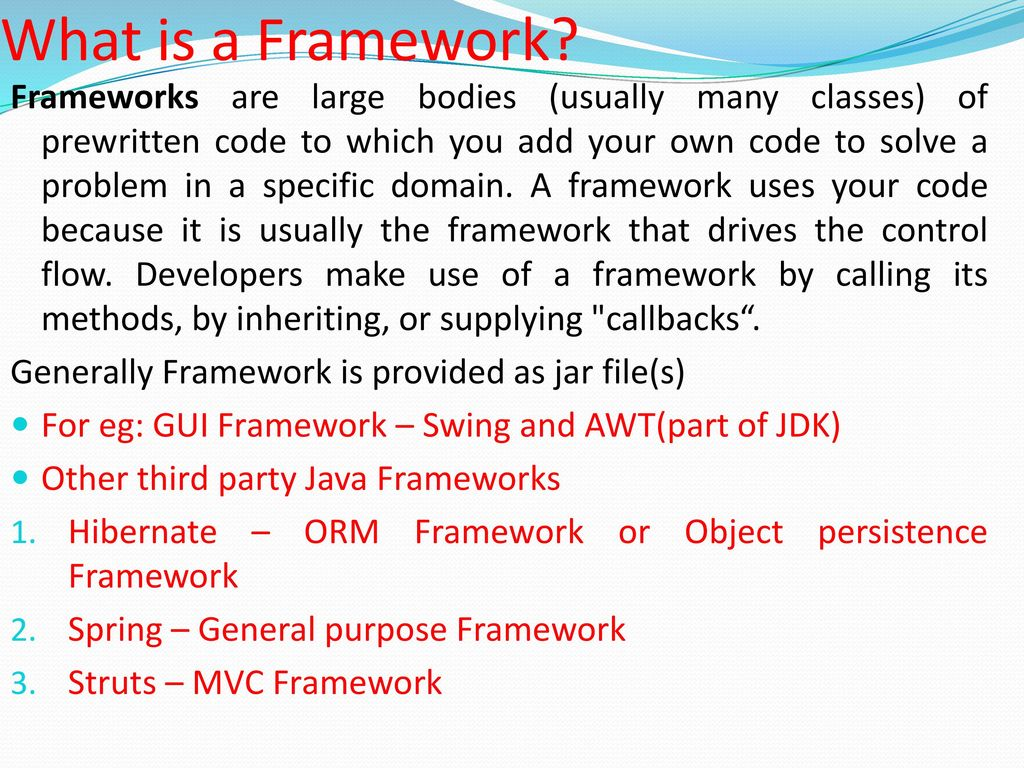 What is a Framework?
Frameworks are large bodies (usually many classes) of
prewritten code to which you add your own code to solve a
problem in a specific domain. A framework uses your code
because it is usually the framework that drives the control
flow. Developers make use of a framework by calling its
methods, by inheriting, or supplying "callbacks“.
Generally Framework is provided as jar file(s)
• For eg: GUI Framework – Swing and AWT(part of JDK)
• Other third party Java Frameworks
1. Hibernate – ORM Framework or Object persistence
Framework
2. Spring – General purpose Framework
3. Struts – MVC Framework